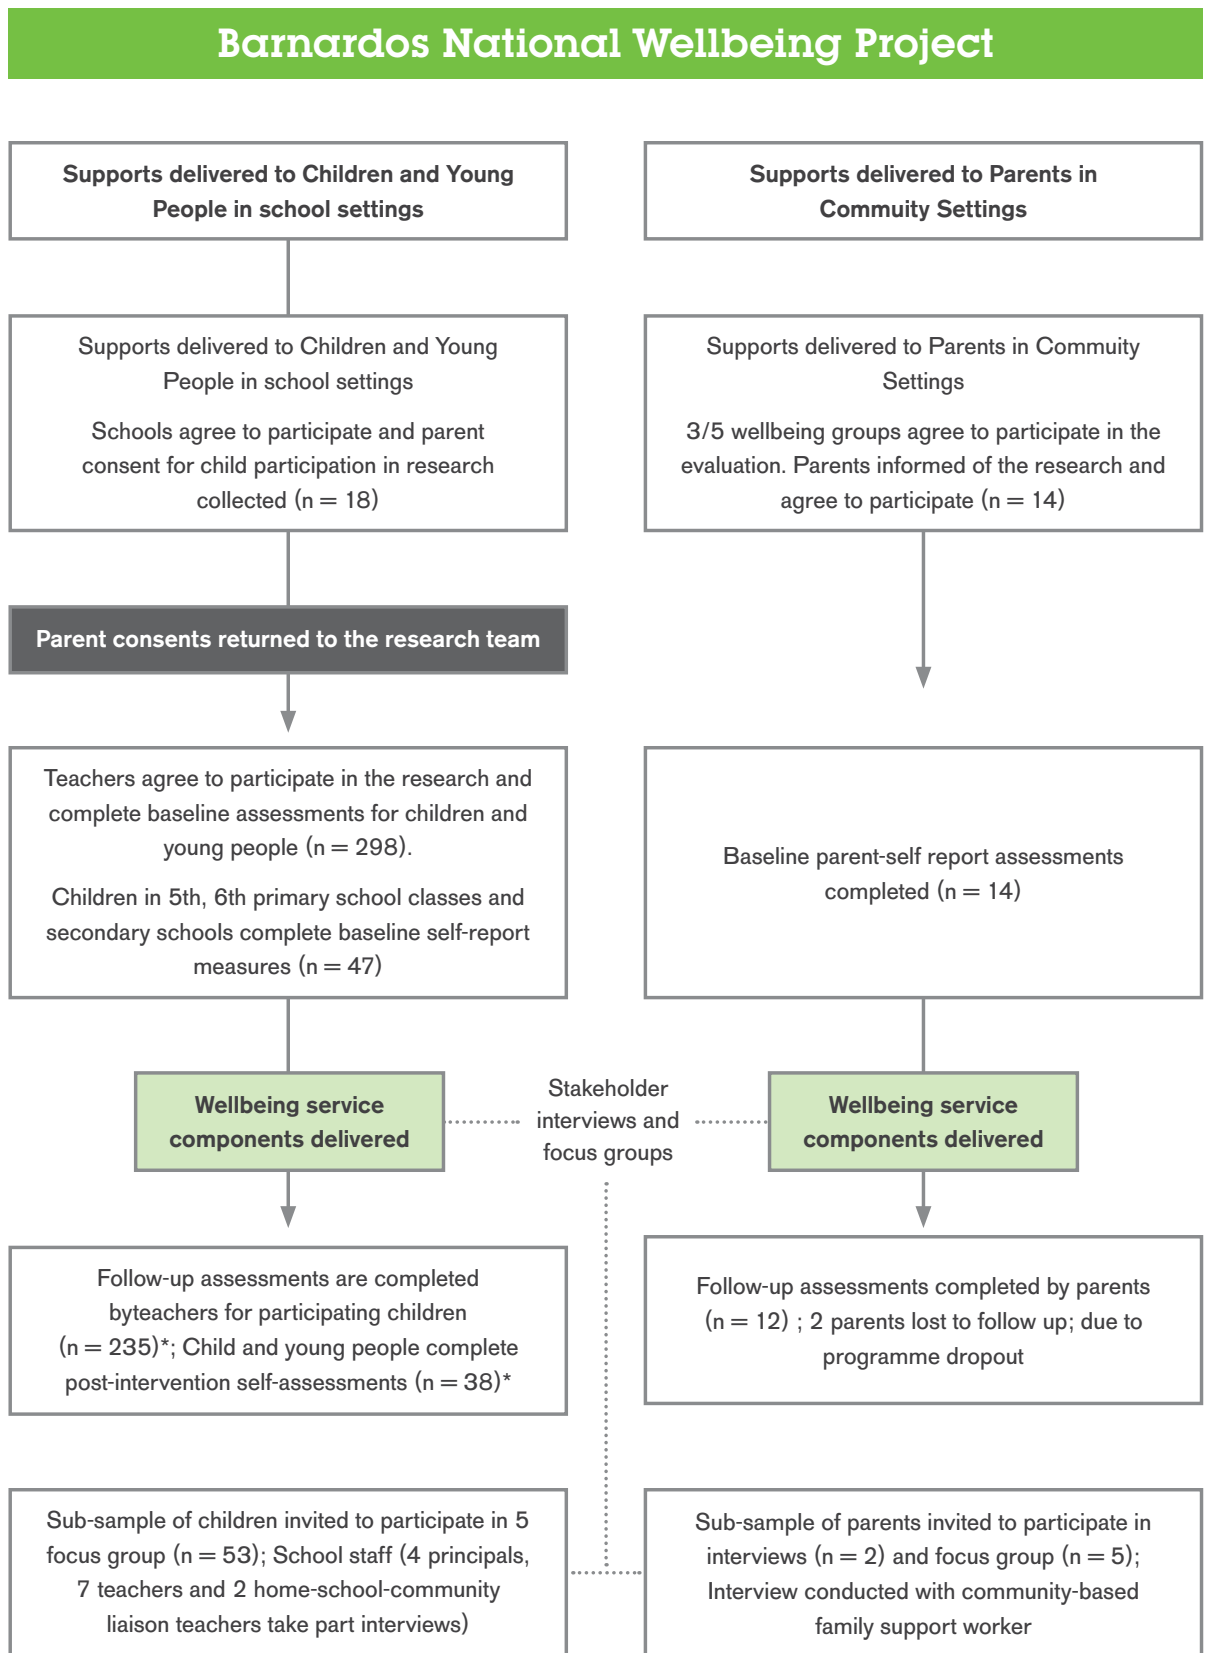 Barnardos National Wellbeing Project
Supports delivered to Children and Young
People in school settings
Supports delivered to Parents in
Commuity Settings
Supports delivered to Children and Young
People in school settings
Schools agree to participate and parent
consent for child participation in research
collected (n = 18)
Supports delivered to Parents in Commuity
Settings
3/5 wellbeing groups agree to participate in the
evaluation. Parents informed of the research and
agree to participate (n = 14)
Parent consents returned to the research team
Teachers agree to participate in the research and
complete baseline assessments for children and
young people (n = 298).
Children in 5th, 6th primary school classes and
secondary schools complete baseline self-report
measures (n = 47)
Baseline parent-self report assessments
completed (n = 14)
Wellbeing service
components delivered
Stakeholder
interviews and
focus groups
Wellbeing service
components delivered
Follow-up assessments are completed
byteachers for participating children
(n = 235)*; Child and young people complete
post-intervention self-assessments (n = 38)*
Follow-up assessments completed by parents
(n = 12) ; 2 parents lost to follow up; due to
programme dropout
Sub-sample of children invited to participate in 5
focus group (n = 53); School staff (4 principals,
7 teachers and 2 home-school-community
liaison teachers take part interviews)
Sub-sample of parents invited to participate in
interviews (n = 2) and focus group (n = 5);
Interview conducted with community-based
family support worker